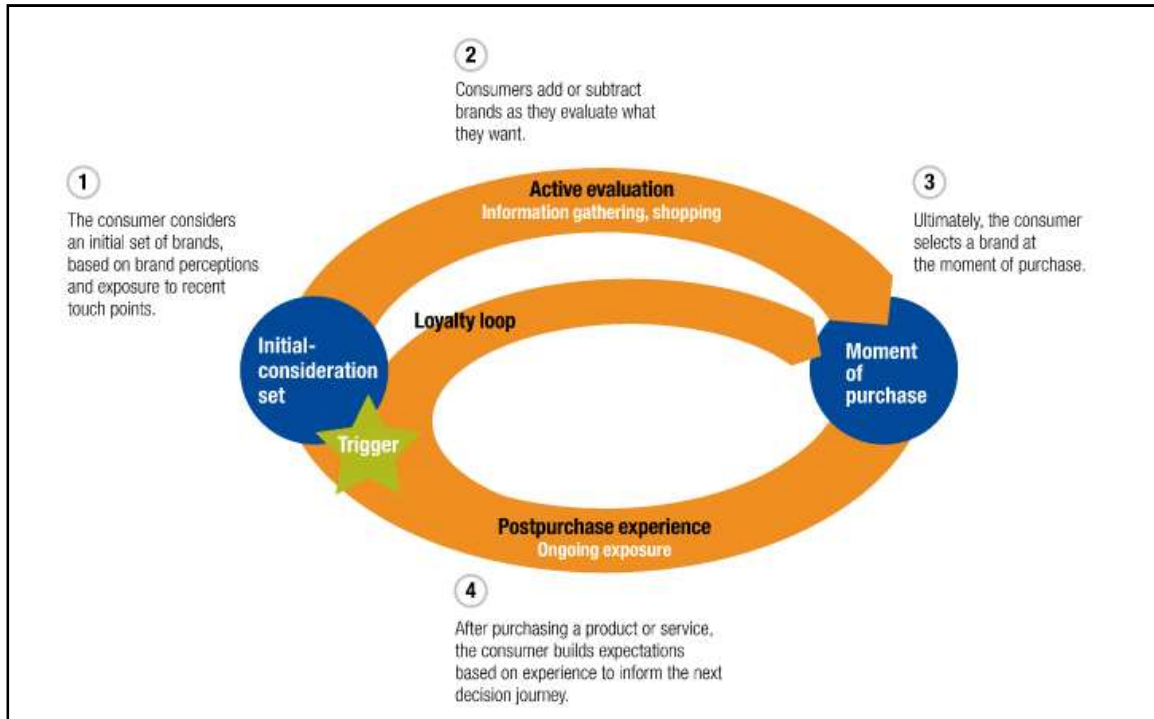 2
Consumers add or subtract
brands as they evaluate what
they want.
1
The consumer considers
an initial set of brands,
based on brand perceptions
and exposure to recent
touch points.
3
Ultimately, the consumer
selects a brand at
the moment of purchase.
Active evaluation
Information gathering, shopping
Loyalty loop
Initial-
consideration
set
Trigger
Moment
of
purchase
Postpurchase experience
Ongoing exposure
4
After purchasing a product or service,
the consumer builds expectations
based on experience to inform the next
decision journey.